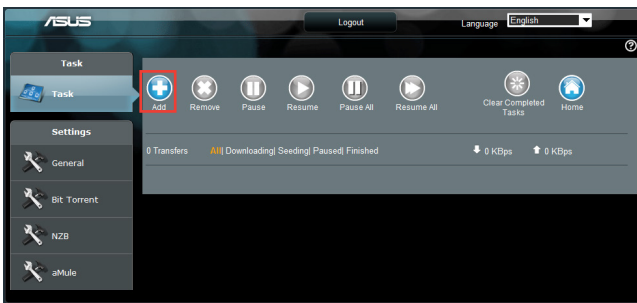 ASUS
Logout
Language English
?
Task
Task
Add Remove Pause Resume Pause All Resume All Clear Completed Tasks Home
Settings
0 Transfers All| Downloading| Seeding| Paused| Finished 0 KBps 0 KBps
General
Bit Torrent
NZB
aMule